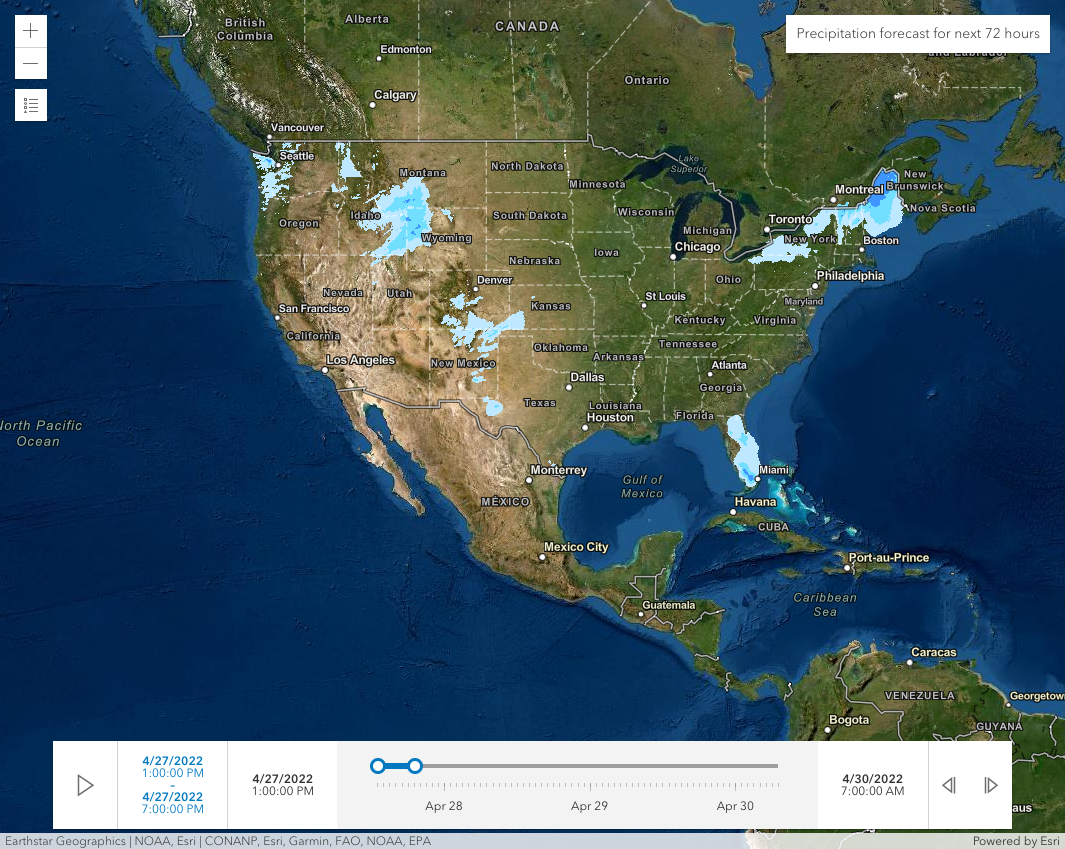 British
Columbia
Alberta
CANADA
Precipitation forecast for next 72 hours
Edmonton
and Labrador
Ontario
Calgary
Vancouver
Seattle
Lake
Superior
North Dakota
Montana
New
Brunswick
Montreal
Minnesota
Nova Scotia
Idaho
South Dakota
Wisconsin
Toronto
Oregon
Michigan
Wyoming
New York
Boston
Chicago
Iowa
Nebraska
Denver
Ohio
Philadelphia
Nevada
Utah
St Louis
Maryland
San Francisco
Kansas
Kentucky
Virginia
California
Oklahoma
Tennessee
Arkansas
Los Angeles
New Mexico
Atlanta
Dallas
Georgia
Texas
Louisiana
Houston
Florida
North Pacific
Ocean
Monterrey
Miami
Gulf of
Mexico
MÉXICO
Havana
CUBA
Mexico City
Port-au-Prince
Caribbean
Sea
Guatemala
Caracas
VENEZUELA
Georgetow
Bogota
GUYANA
4/27/2022
1:00:00 PM
–
4/27/2022
7:00:00 PM
4/27/2022
1:00:00 PM
Apr 28
Apr 29
Apr 30
4/30/2022
7:00:00 AM
aus
Earthstar Geographics | NOAA, Esri | CONANP, Esri, Garmin, FAO, NOAA, EPA
Powered by Esri